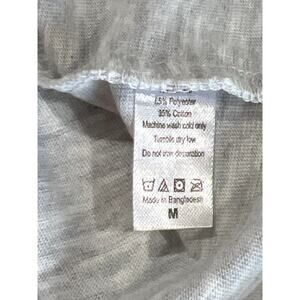 15% Polyester
85% Cotton
Machine wash cold only
Tumble dry low
Do not iron decoration
Made in Bangladesh
M